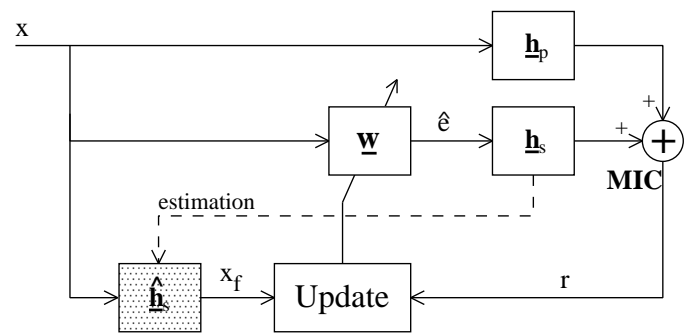 x
h_p
+
w
ê
h_s
+
+
MIC
estimation
ĥ_s
x_f
Update
r